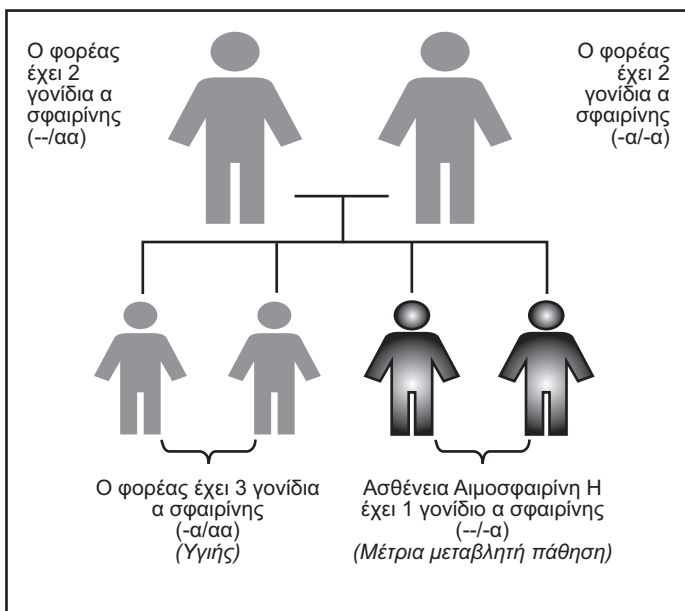 Ο φορέας
έχει 2
γονίδια α
σφαιρίνης
(--/αα)
Ο φορέας
έχει 2
γονίδια α
σφαιρίνης
(-α/-α)
Ο φορέας έχει 3 γονίδια
α σφαιρίνης
(-α/αα)
(Υγιής)
Ασθένεια Αιμοσφαιρίνη Η
έχει 1 γονίδιο α σφαιρίνης
(--/-α)
(Μέτρια μεταβλητή πάθηση)